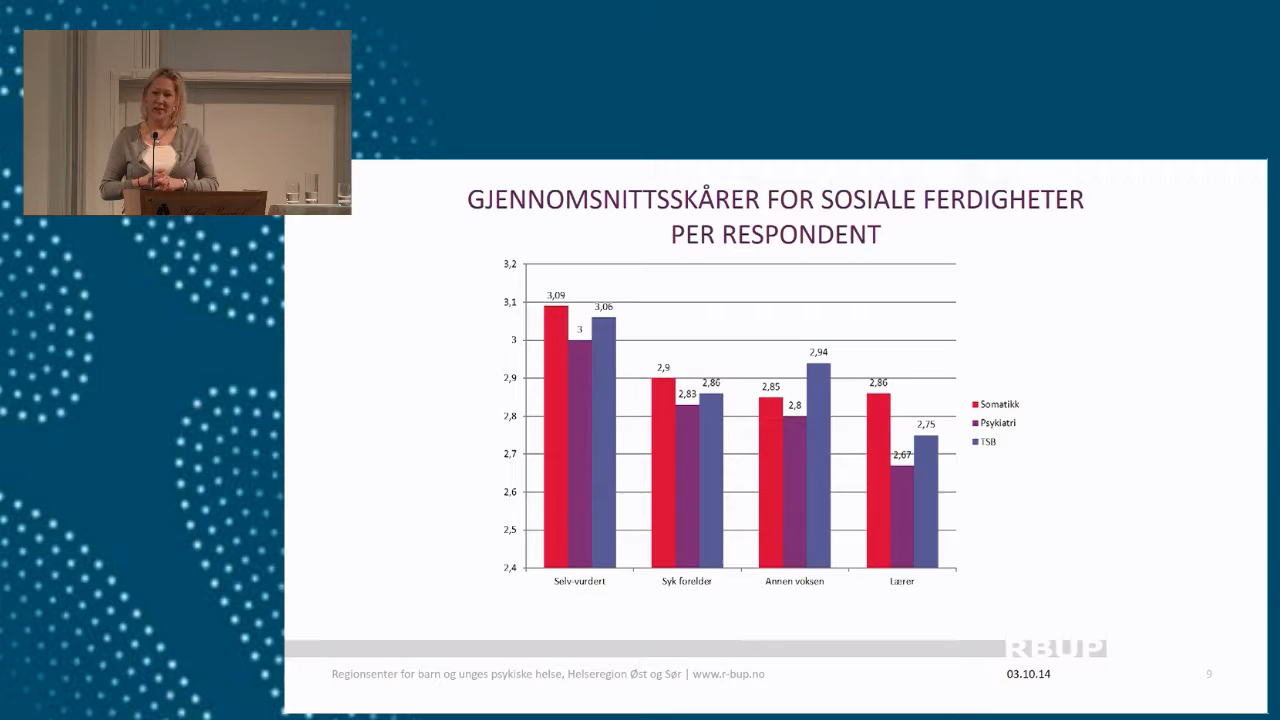 GJENNOMSNITTSSKÅRER FOR SOSIALE FERDIGHETER
PER RESPONDENT
3,2
3,1
3
2,9
2,8
2,7
2,6
2,5
2,4
3,09
3
3,06
2,9
2,83
2,86
2,85
2,8
2,94
2,86
2,67
2,75
Selv-vurdert
Syk forelder
Annen voksen
Lærer
Somatikk
Psykiatri
TSB
RBUP
Regionsenter for barn og unges psykiske helse, Helseregion Øst og Sør | www.r-bup.no
03.10.14
9